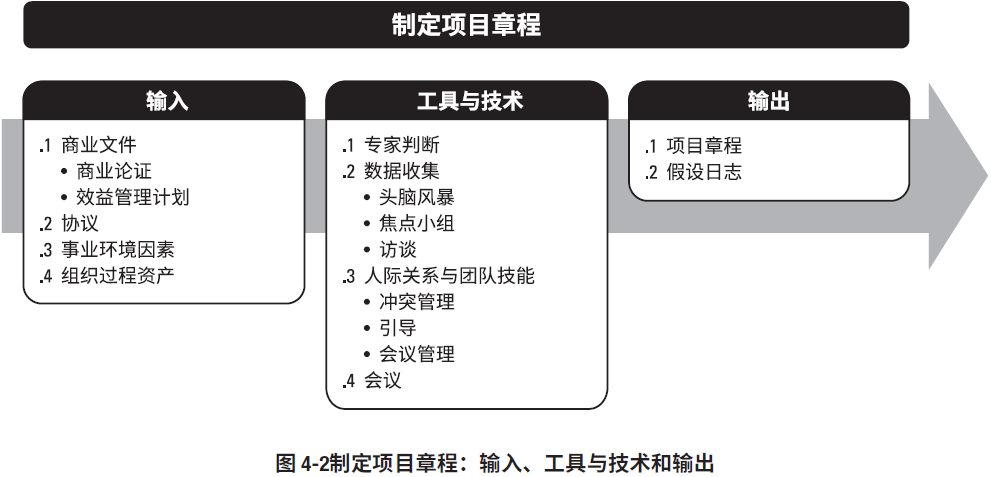 制定项目章程
输入
.1 商业文件
• 商业论证
• 效益管理计划
.2 协议
.3 事业环境因素
.4 组织过程资产
工具与技术
.1 专家判断
.2 数据收集
• 头脑风暴
• 焦点小组
• 访谈
.3 人际关系与团队技能
• 冲突管理
• 引导
• 会议管理
.4 会议
输出
.1 项目章程
.2 假设日志
图 4-2制定项目章程：输入、工具与技术和输出